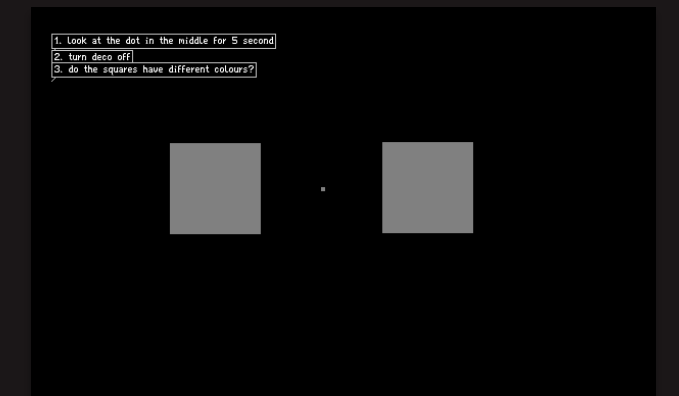 1. look at the dot in the middle for 5 second
2. turn deco off
3. do the squares have different colours?